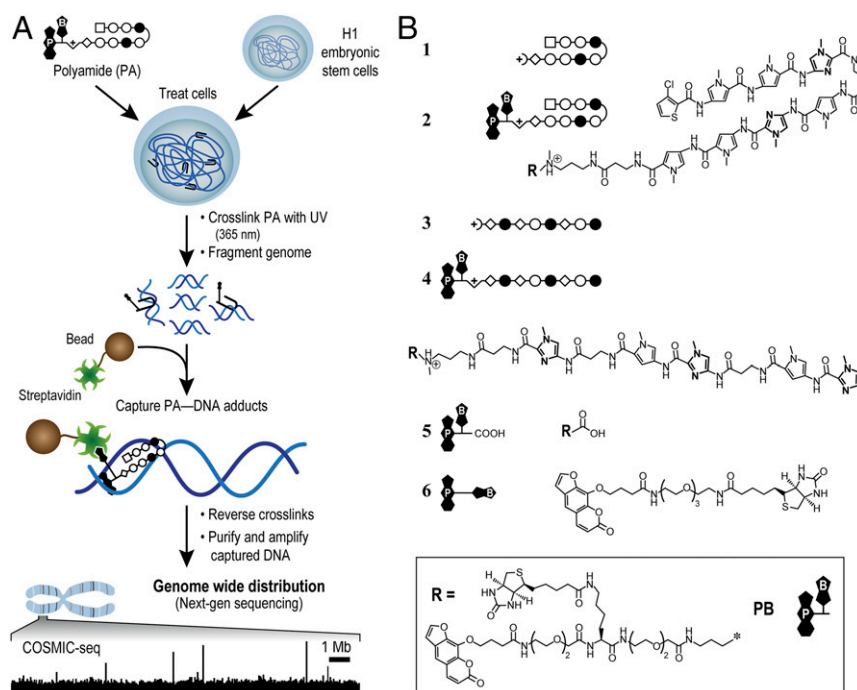 A
B
P
B
+
Polyamide (PA)
H1
embryonic
stem cells
Treat cells
• Crosslink PA with UV
(365 nm)
• Fragment genome
Bead
Streptavidin
Capture PA—DNA adducts
• Reverse crosslinks
• Purify and amplify
captured DNA
Genome wide distribution
(Next-gen sequencing)
COSMIC-seq
1 Mb
1
2
3
4
5
P
B
COOH
R
O
OH
6
P
B
R =
PB
P
B